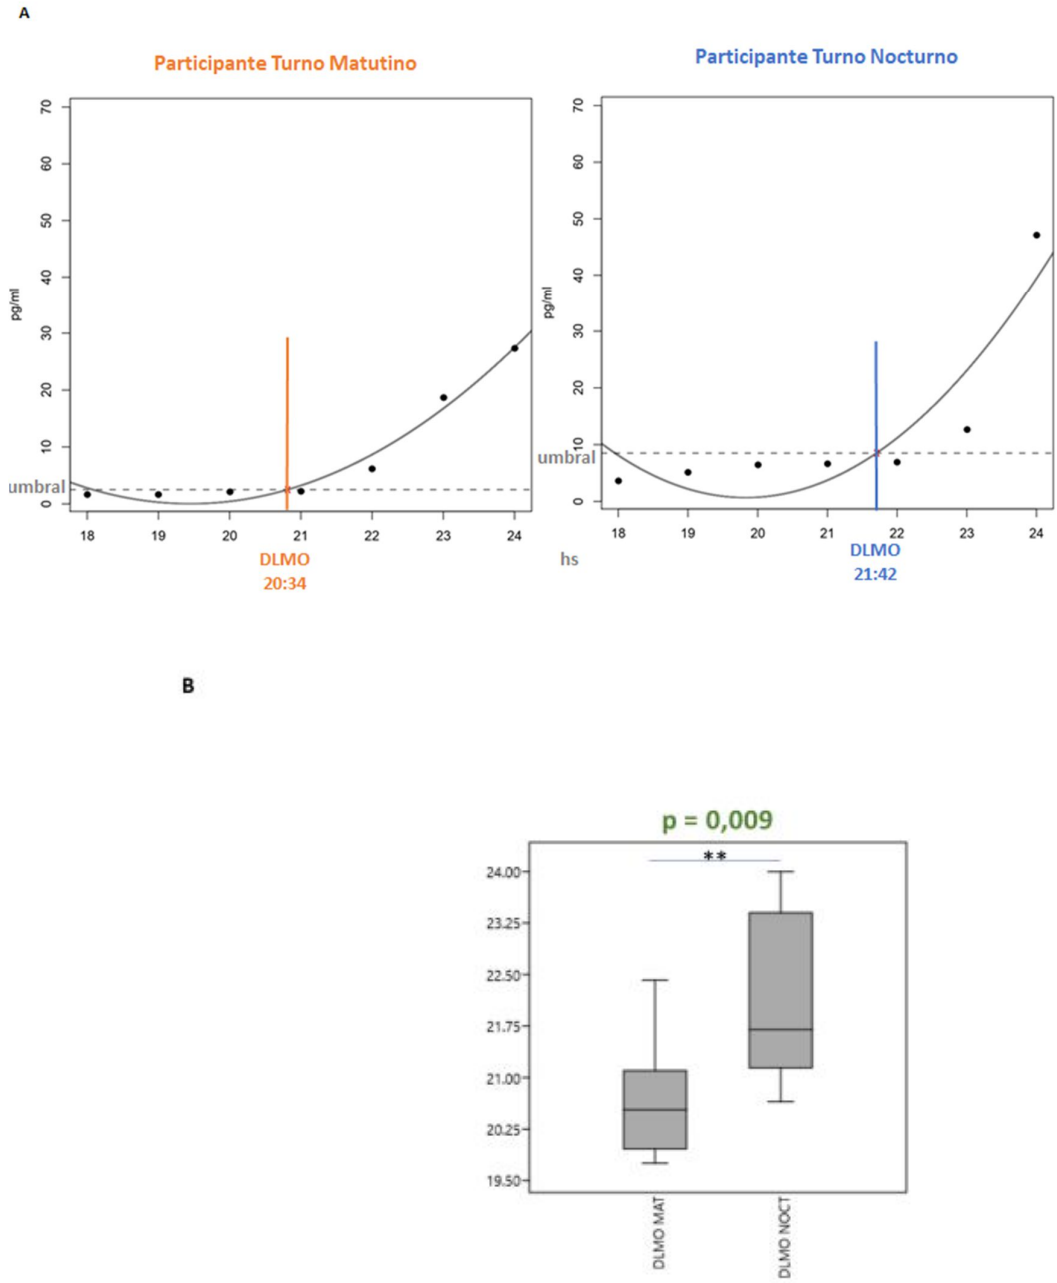 A
Participante Turno Matutino
Participante Turno Nocturno
70
60
50
40
30
20
10
0
pg/ml
umbral
18 19 20 21 22 23 24
DLMO
20:34
hs
70
60
50
40
30
20
10
0
pg/ml
umbral
18 19 20 21 22 23 24
DLMO
21:42
B
p = 0,009
**
24.00
23.25
22.50
21.75
21.00
20.25
19.50
DLMO MAT
DLMO NOCT